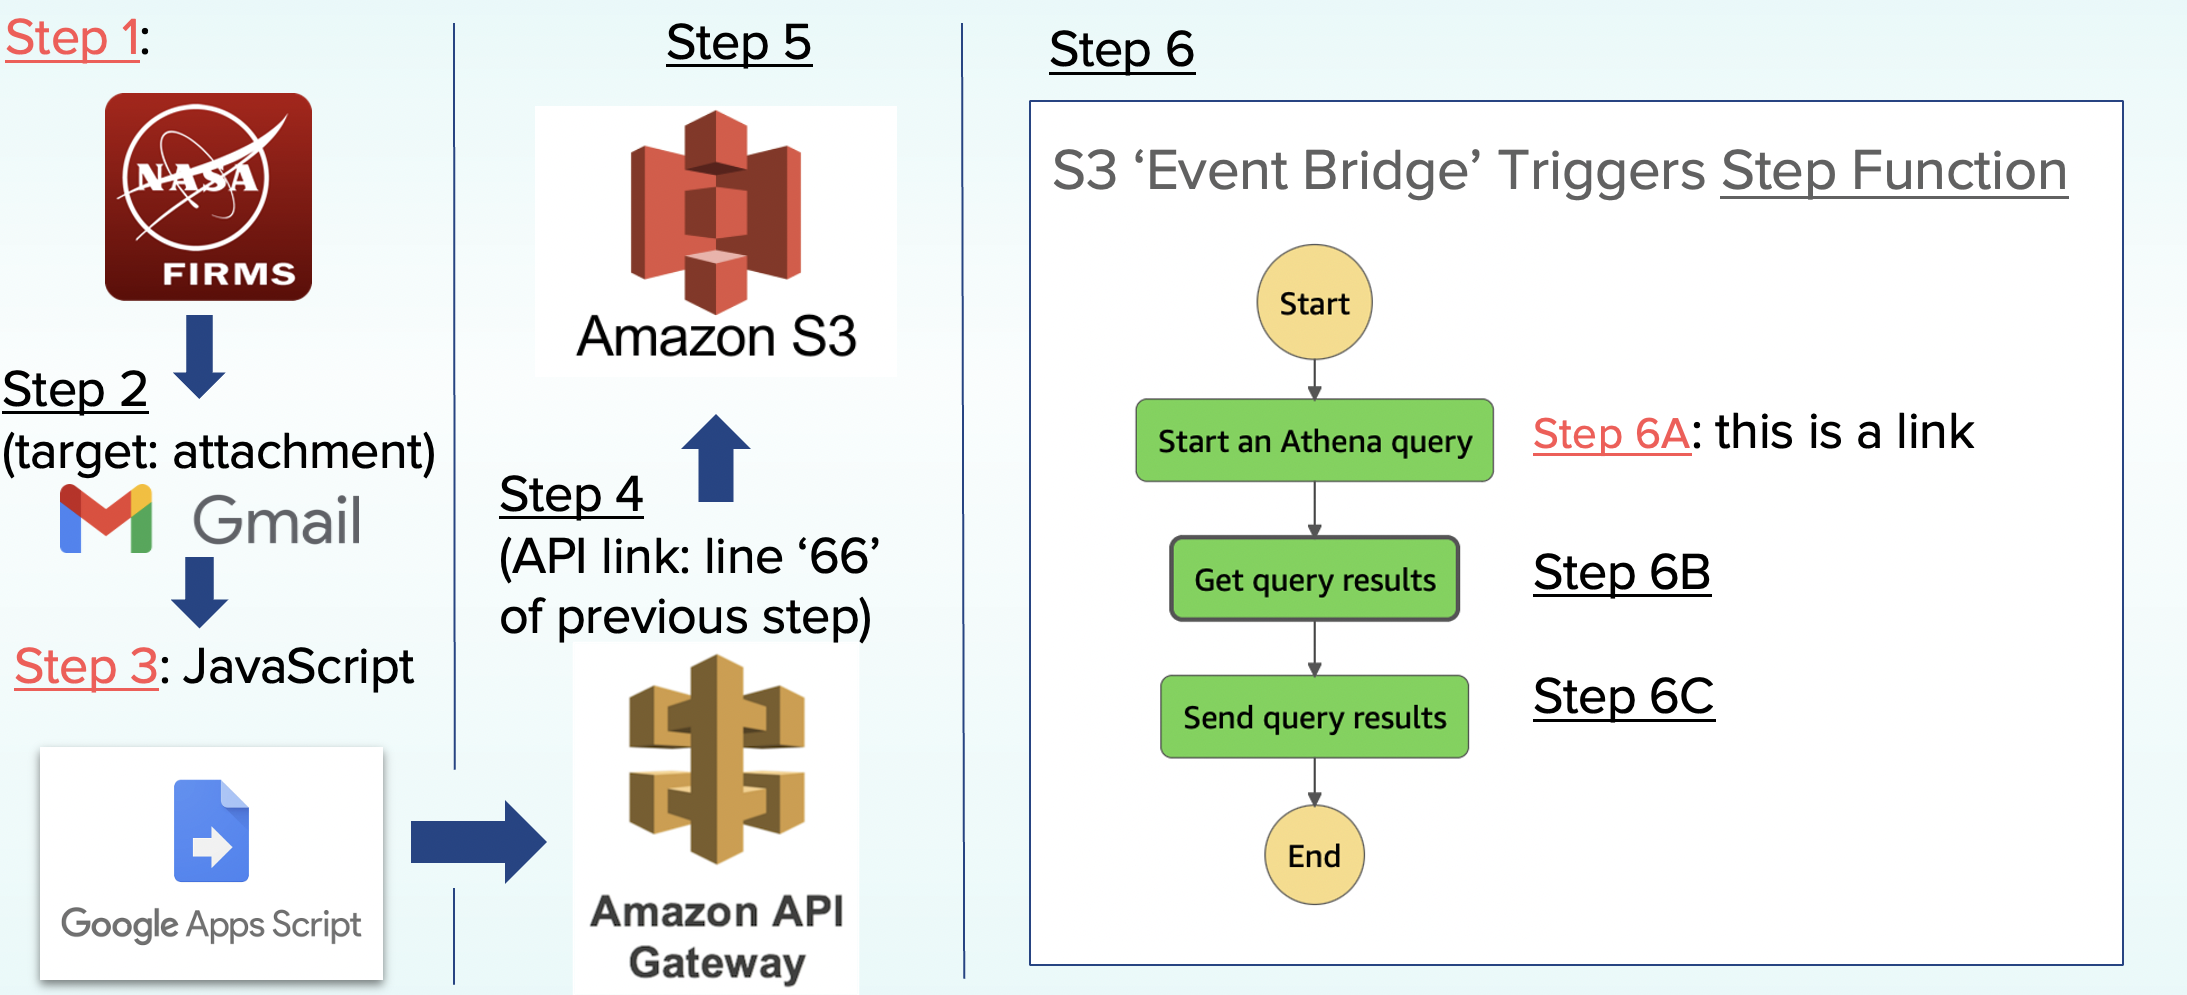 Step 1:
NASA
FIRMS
Step 2
(target: attachment)
Gmail
Step 3: JavaScript
Google Apps Script
Step 5
Amazon S3
Step 4
(API link: line ‘66’
of previous step)
Amazon API
Gateway
Step 6
S3 ‘Event Bridge’ Triggers Step Function
Start
Start an Athena query
Step 6A: this is a link
Get query results
Step 6B
Send query results
Step 6C
End